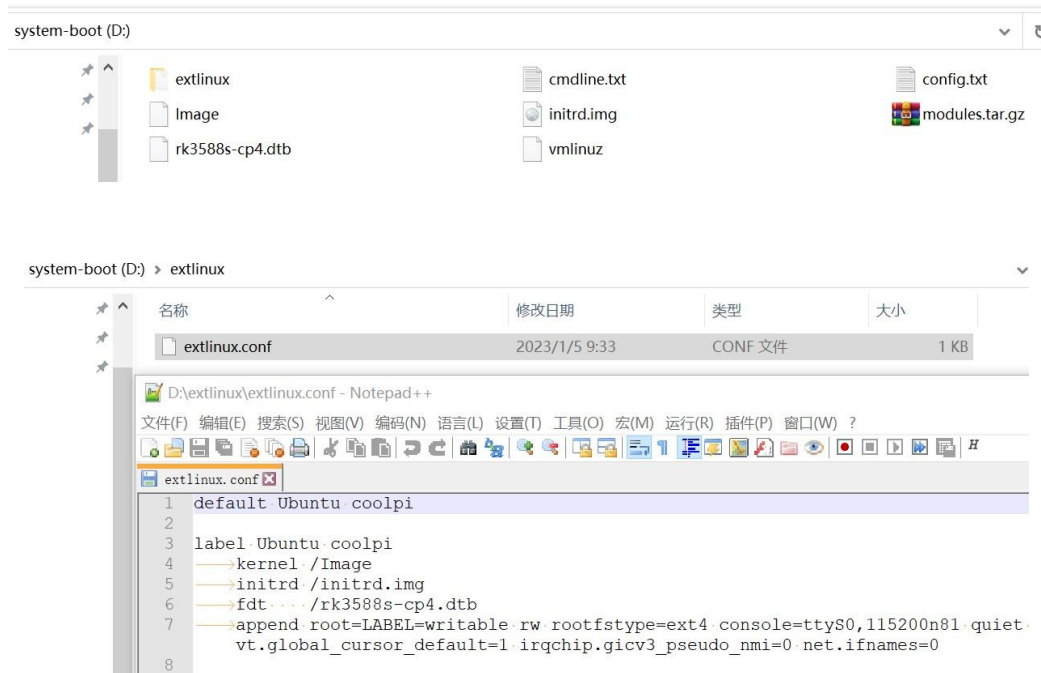 system-boot (D:)
extlinux
cmdline.txt
config.txt
Image
initrd.img
modules.tar.gz
rk3588s-cp4.dtb
vmlinuz
system-boot (D:) > extlinux
名称 修改日期 类型 大小
extlinux.conf 2023/1/5 9:33 CONF 文件 1 KB
D:\extlinux\extlinux.conf - Notepad++
文件(F) 编辑(E) 搜索(S) 视图(V) 编码(N) 语言(L) 设置(T) 工具(O) 宏(M) 运行(R) 插件(P) 窗口(W) ?
extlinux.conf
1 default Ubuntu coolpi
2
3 label Ubuntu coolpi
4 kernel /Image
5 initrd /initrd.img
6 fdt /rk3588s-cp4.dtb
7 append root=LABEL=writable rw rootfstype=ext4 console=ttyS0,115200n81 quiet
vt.global_cursor_default=1 irqchip.gicv3_pseudo_nmi=0 net.ifnames=0
8